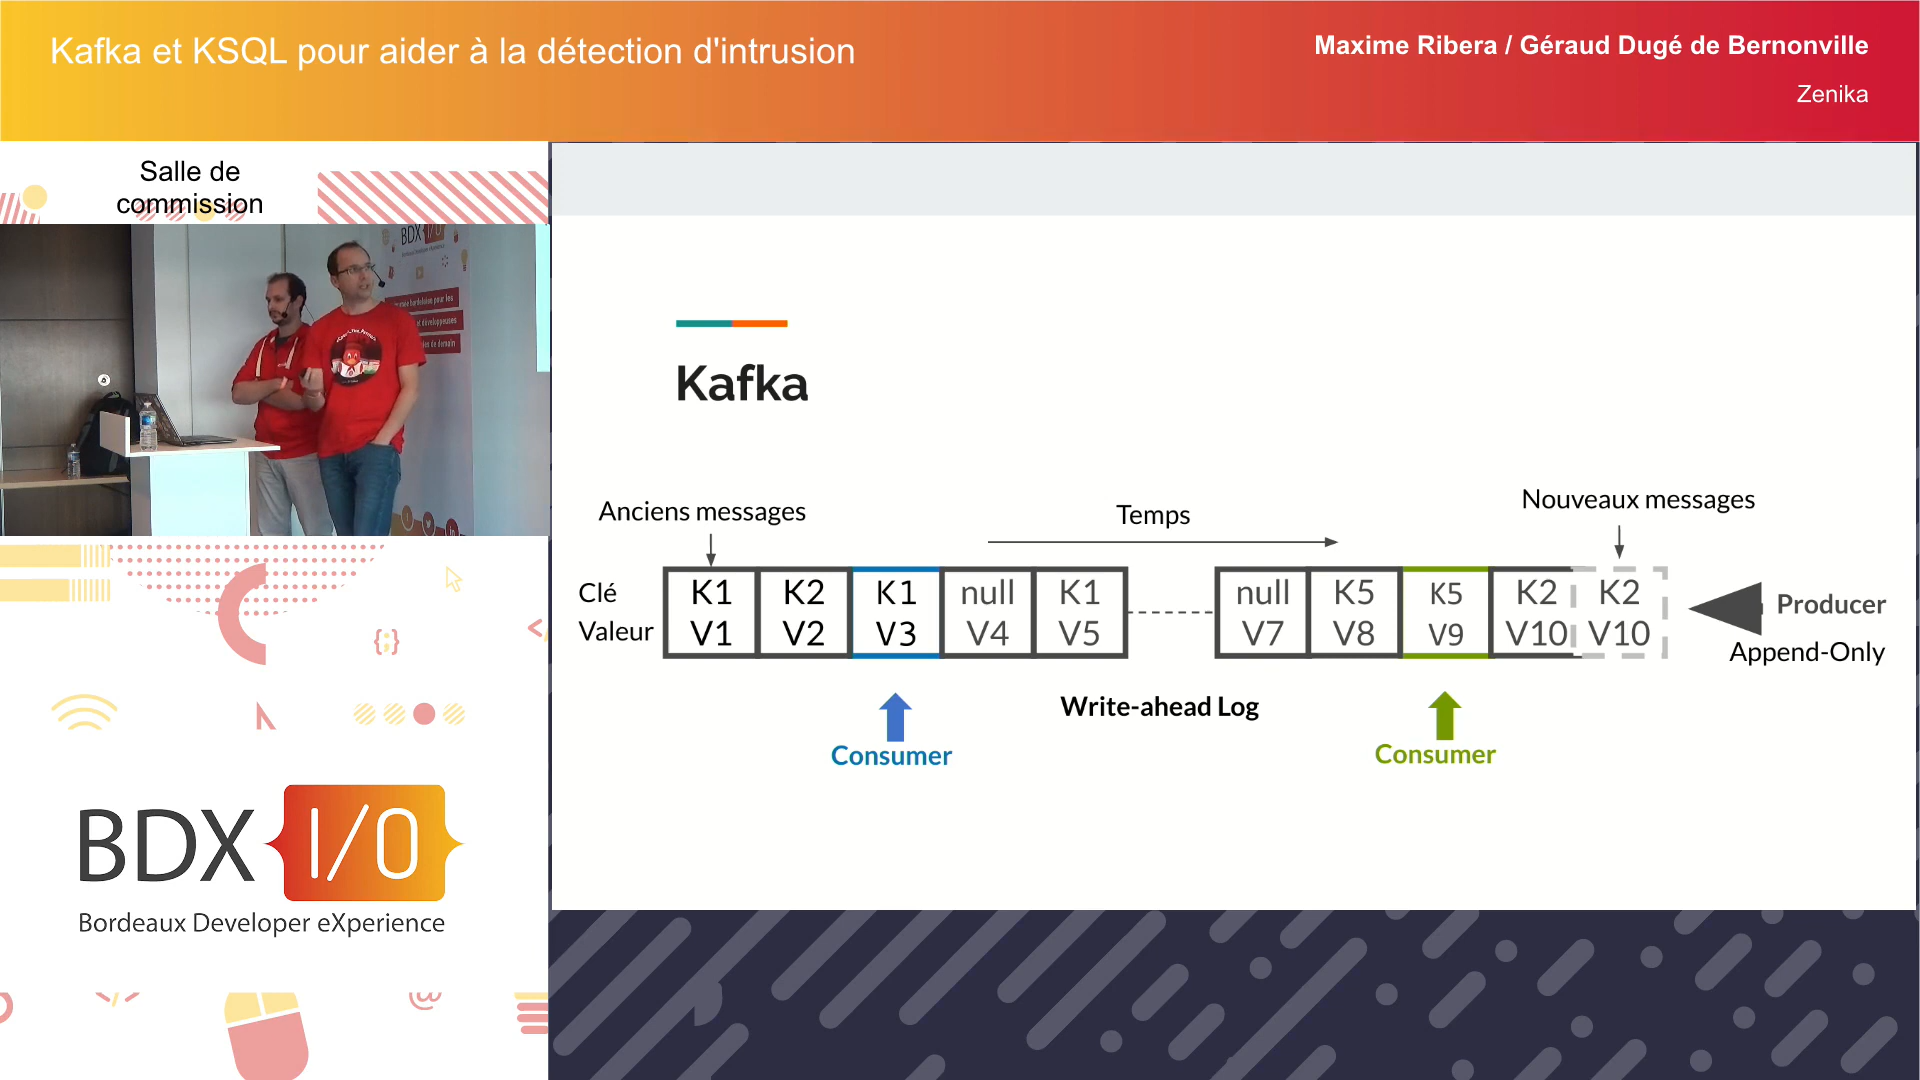 Kafka et KSQL pour aider à la détection d'intrusion
Maxime Ribera / Géraud Dugé de Bernonville
Zenika
Salle de
commission
BDX I/O
Kafka
Anciens messages
Temps
Nouveaux messages
Clé
K1 K2 K1 null K1 null K5 K5 K2 K2
Valeur
V1 V2 V3 V4 V5 V7 V8 V9 V10 V10
Producer
Append-Only
Write-ahead Log
Consumer
Consumer
BDX I/O
Bordeaux Developer eXperience